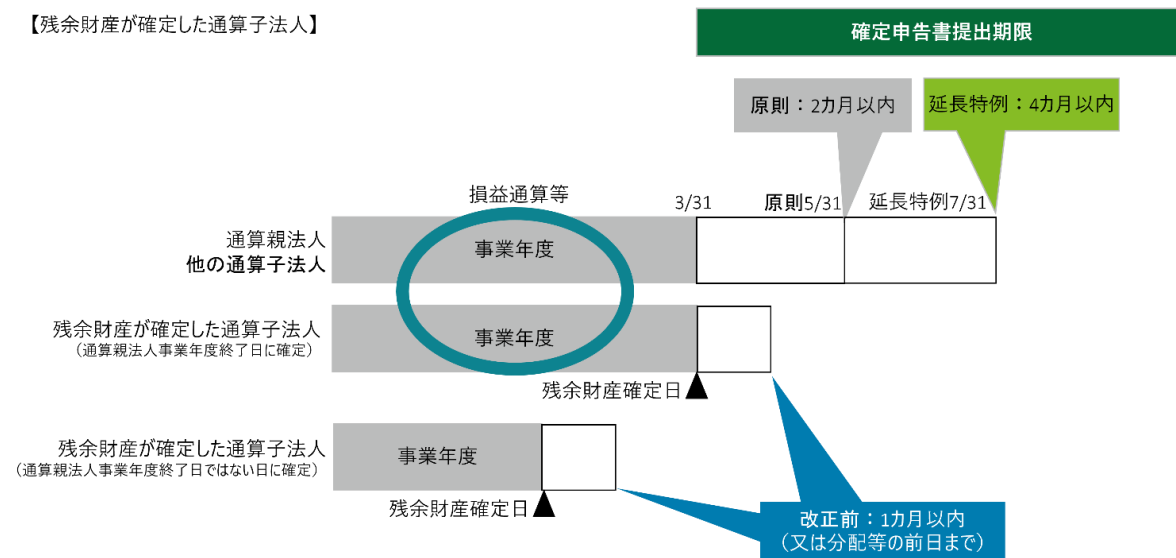 【残余財産が確定した通算子法人】
確定申告書提出期限
原則：2カ月以内
延長特例：4カ月以内
損益通算等
3/31
原則5/31
延長特例7/31
通算親法人
他の通算子法人
事業年度
残余財産が確定した通算子法人
（通算親法人事業年度終了日に確定）
事業年度
残余財産確定日
残余財産が確定した通算子法人
（通算親法人事業年度終了日ではない日に確定）
事業年度
残余財産確定日
改正前：1カ月以内
（又は分配等の前日まで）